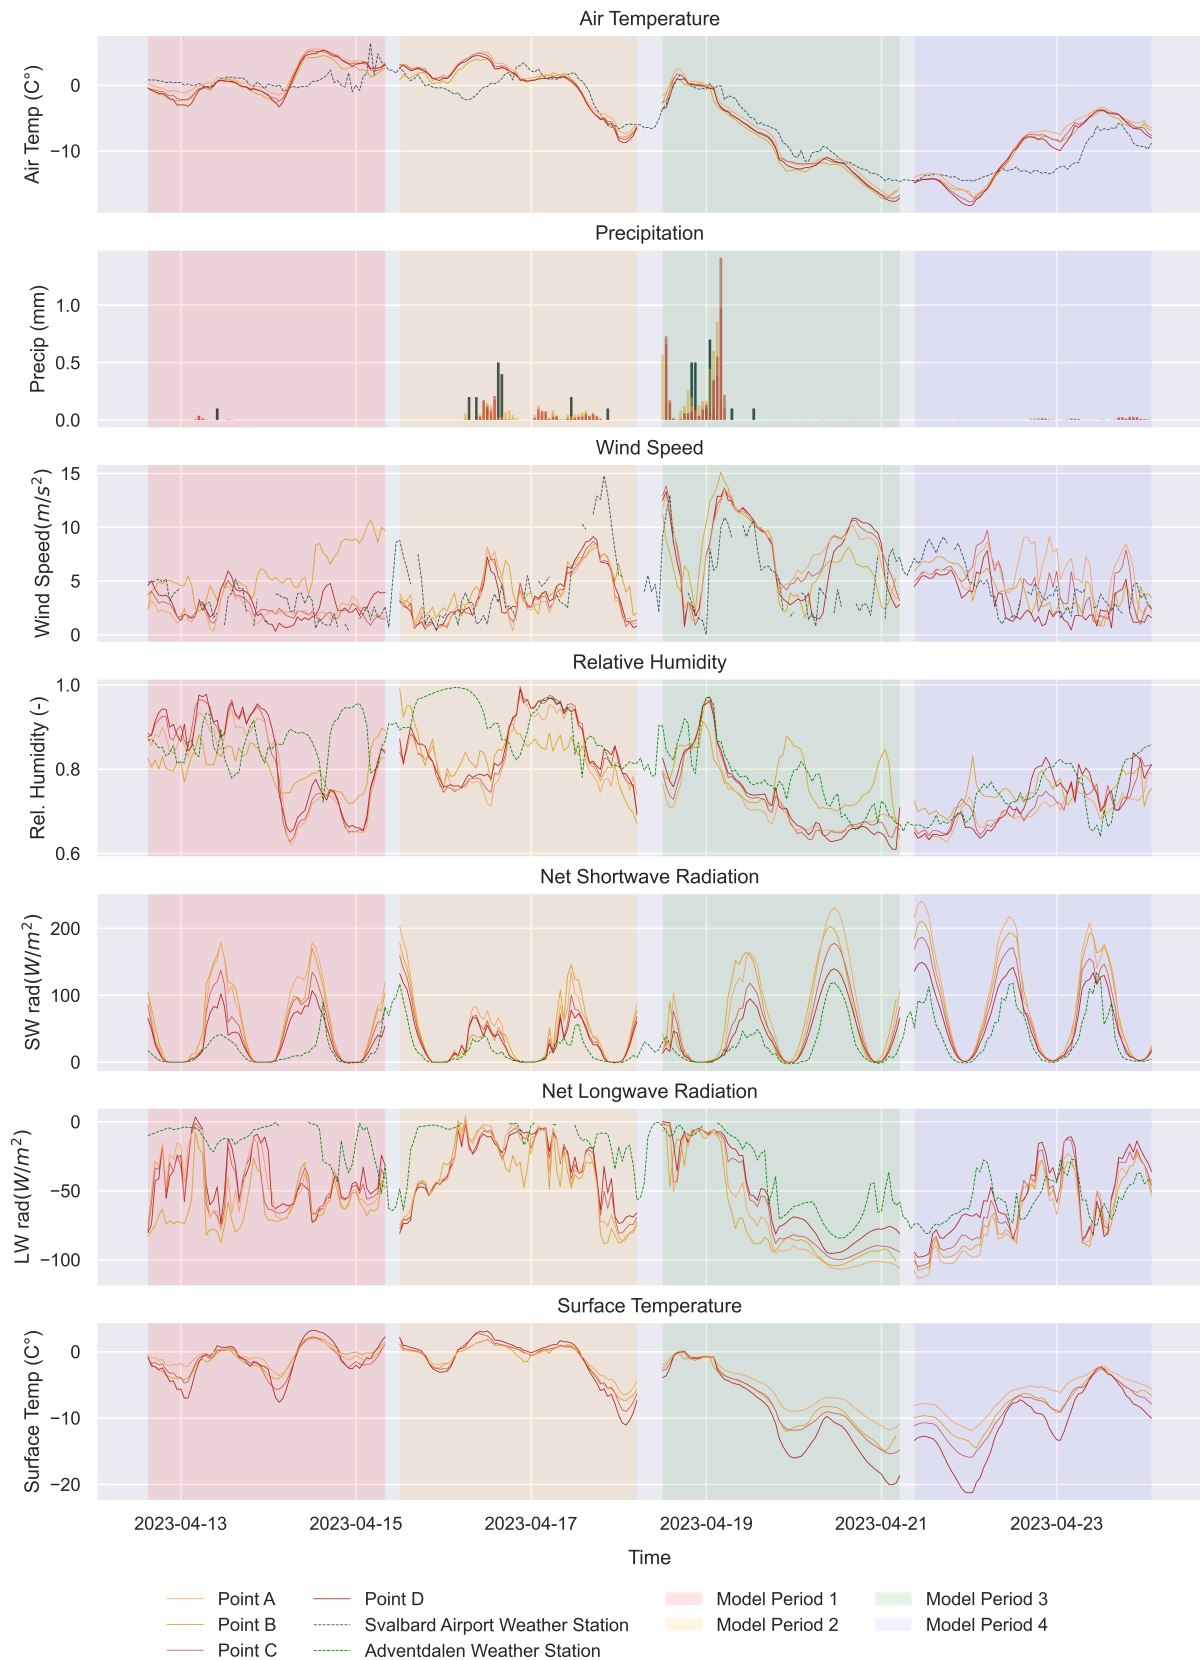 Air Temperature
Air Temp (C°)
0
−10
Precipitation
Precip (mm)
1.0
0.5
0.0
Wind Speed
Wind Speed(m/s²)
15
10
5
0
Relative Humidity
Rel. Humidity (-)
1.0
0.8
0.6
Net Shortwave Radiation
SW rad(W/m²)
200
100
0
Net Longwave Radiation
LW rad(W/m²)
0
−50
−100
Surface Temperature
Surface Temp (C°)
0
−10
−20
2023-04-13 2023-04-15 2023-04-17 2023-04-19 2023-04-21 2023-04-23
Time
Point A Point D Model Period 1 Model Period 3
Point B Svalbard Airport Weather Station Model Period 2 Model Period 4
Point C Adventdalen Weather Station